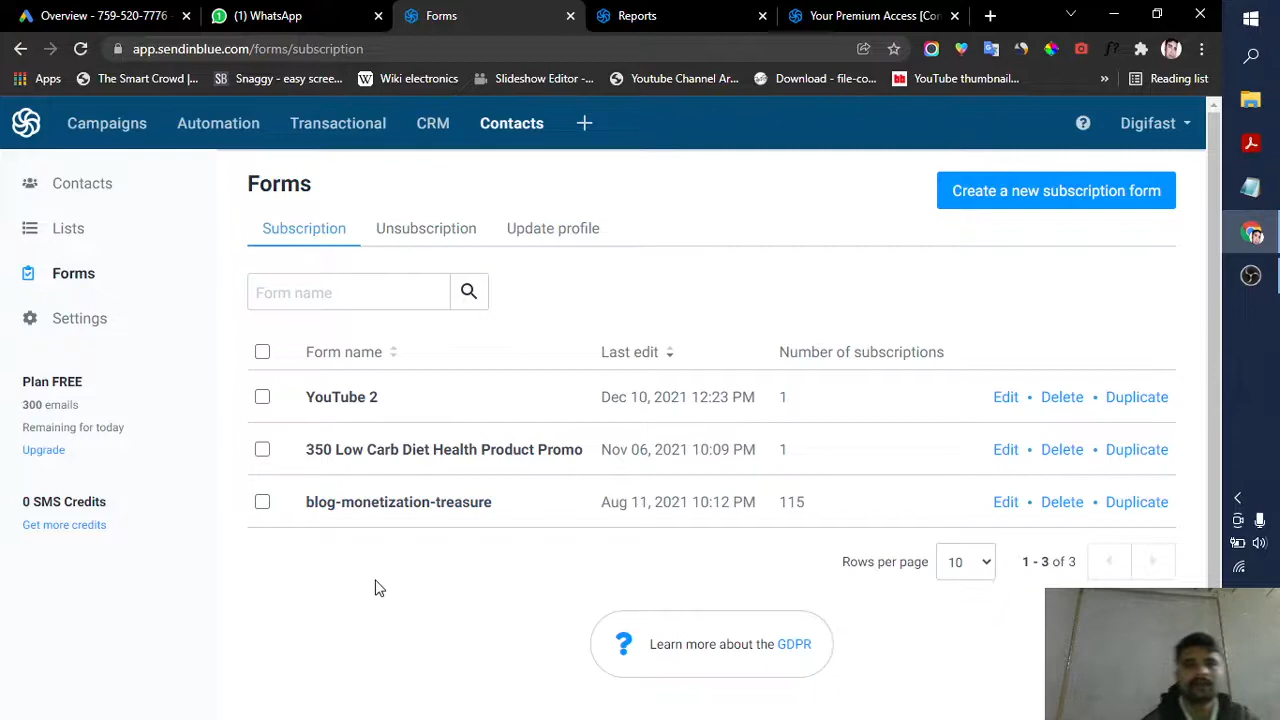 Overview - 759-520-7776 -
(1) WhatsApp
Forms
Reports
Your Premium Access [Con
app.sendinblue.com/forms/subscription
Apps
The Smart Crowd |...
SB Snaggy - easy scree...
W Wiki electronics
Slideshow Editor -...
Youtube Channel Ar...
Download - file-co...
bb YouTube thumbnail...
Reading list
Campaigns
Automation
Transactional
CRM
Contacts
Digifast
Contacts
Lists
Forms
Settings
Plan FREE
300 emails
Remaining for today
Upgrade
0 SMS Credits
Get more credits
Forms
Create a new subscription form
Subscription
Unsubscription
Update profile
Form name
Form name Last edit Number of subscriptions
YouTube 2 Dec 10, 2021 12:23 PM 1 Edit • Delete • Duplicate
350 Low Carb Diet Health Product Promo Nov 06, 2021 10:09 PM 1 Edit • Delete • Duplicate
blog-monetization-treasure Aug 11, 2021 10:12 PM 115 Edit • Delete • Duplicate
Rows per page 10 1 - 3 of 3
? Learn more about the GDPR